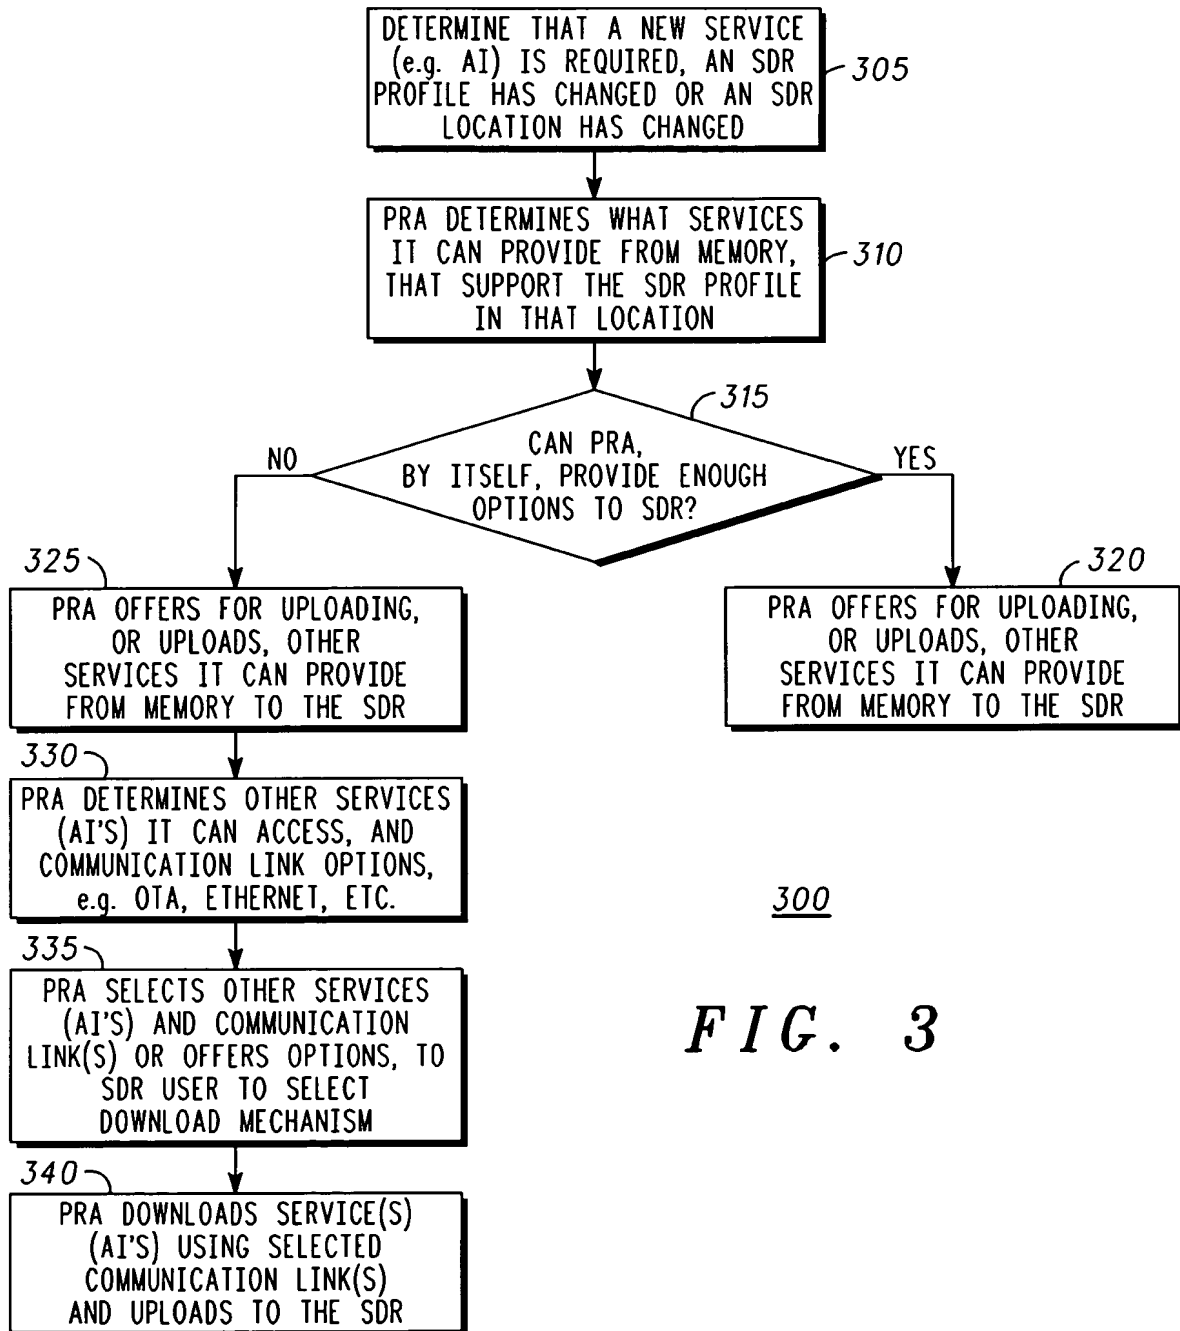 DETERMINE THAT A NEW SERVICE
(e.g. AI) IS REQUIRED, AN SDR
PROFILE HAS CHANGED OR AN SDR
LOCATION HAS CHANGED
305
PRA DETERMINES WHAT SERVICES
IT CAN PROVIDE FROM MEMORY,
THAT SUPPORT THE SDR PROFILE
IN THAT LOCATION
310
315
CAN PRA,
BY ITSELF, PROVIDE ENOUGH
OPTIONS TO SDR?
NO
YES
325
PRA OFFERS FOR UPLOADING,
OR UPLOADS, OTHER
SERVICES IT CAN PROVIDE
FROM MEMORY TO THE SDR
320
PRA OFFERS FOR UPLOADING,
OR UPLOADS, OTHER
SERVICES IT CAN PROVIDE
FROM MEMORY TO THE SDR
330
PRA DETERMINES OTHER SERVICES
(AI'S) IT CAN ACCESS, AND
COMMUNICATION LINK OPTIONS,
e.g. OTA, ETHERNET, ETC.
335
PRA SELECTS OTHER SERVICES
(AI'S) AND COMMUNICATION
LINK(S) OR OFFERS OPTIONS, TO
SDR USER TO SELECT
DOWNLOAD MECHANISM
340
PRA DOWNLOADS SERVICE(S)
(AI'S) USING SELECTED
COMMUNICATION LINK(S)
AND UPLOADS TO THE SDR
300
FIG. 3